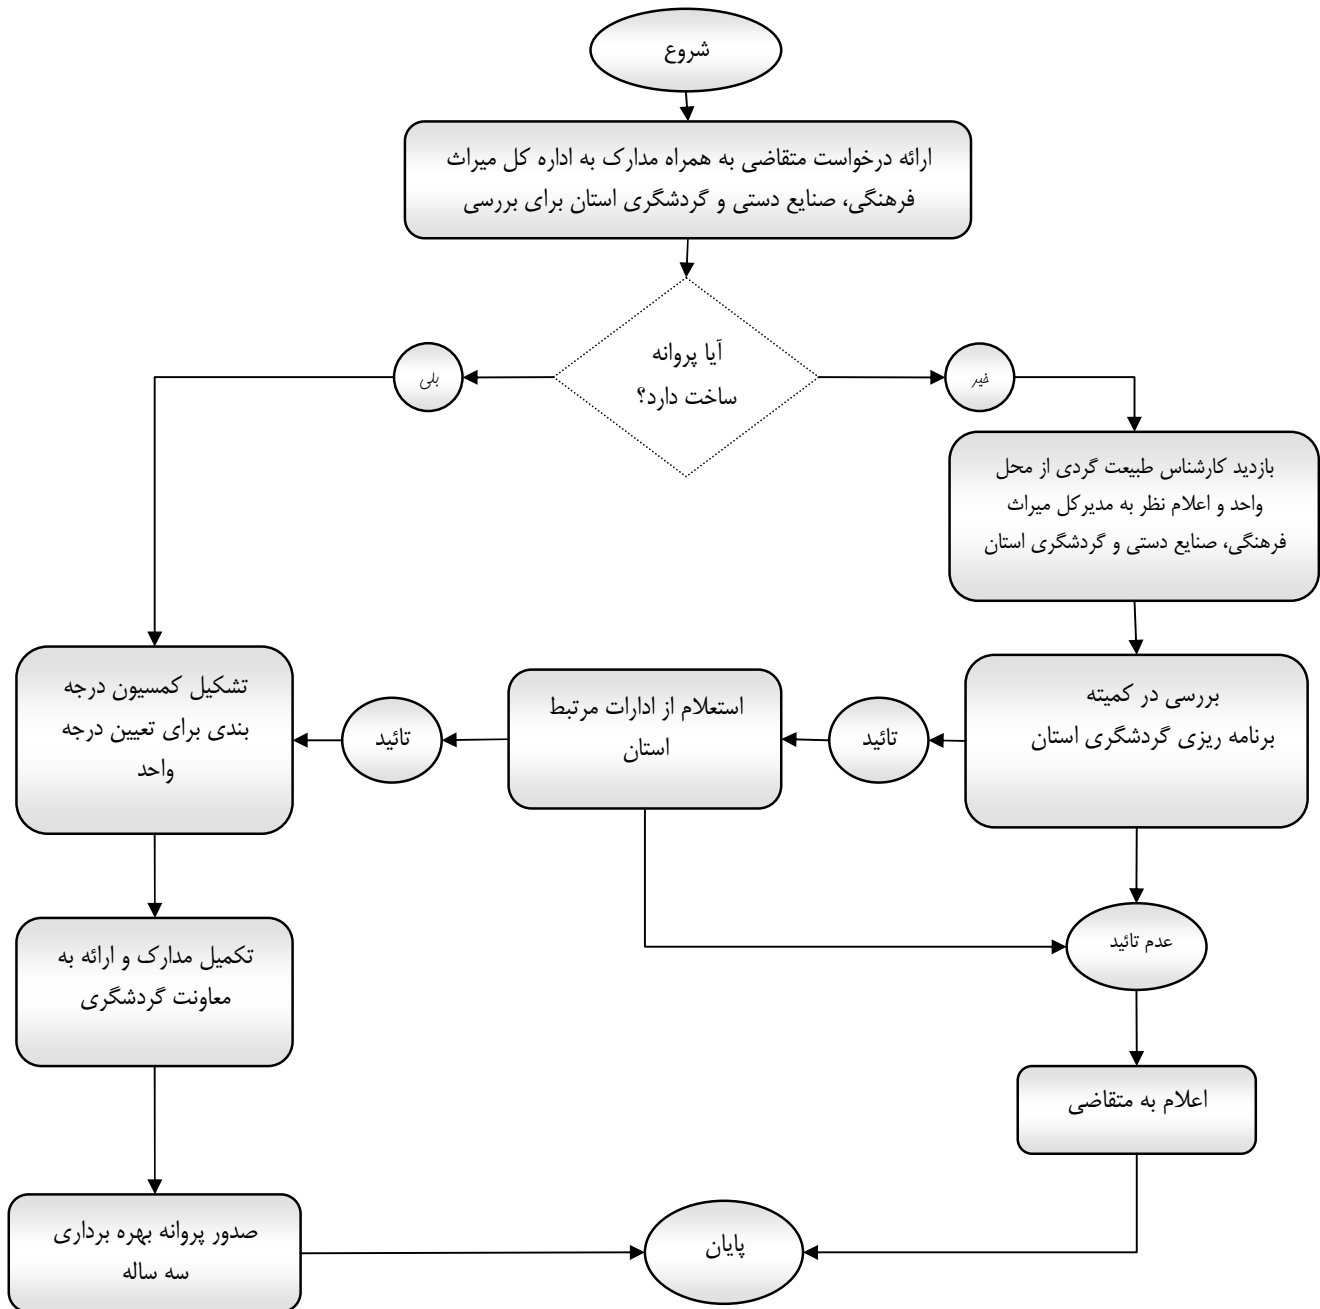 شروع
ارائه درخواست متقاضی به همراه مدارک به اداره کل میراث
فرهنگی، صنایع دستی و گردشگری استان برای بررسی
آیا پروانه
ساخت دارد؟
خیر
بلی
بازدید کارشناس طبیعت گردی از محل
واحد و اعلام نظر به مدیرکل میراث
فرهنگی، صنایع دستی و گردشگری استان
بررسی در کمیته
برنامه ریزی گردشگری استان
تائید
استعلام از ادارات مرتبط
استان
تائید
تشکیل کمسیون درجه
بندی برای تعیین درجه
واحد
عدم تائید
تکمیل مدارک و ارائه به
معاونت گردشگری
اعلام به متقاضی
صدور پروانه بهره برداری
سه ساله
پایان